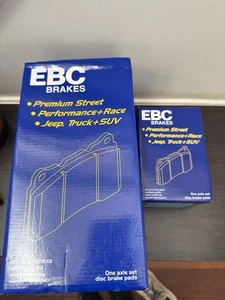 EBC
BRAKES
• Premium Street
• Performance+Race
• Jeep, Truck+SUV
One axle set
disc brake pads
EBC
BRAKES
• Premium Street
• Performance+Race
• Jeep, Truck+SUV
One axle set
disc brake pads